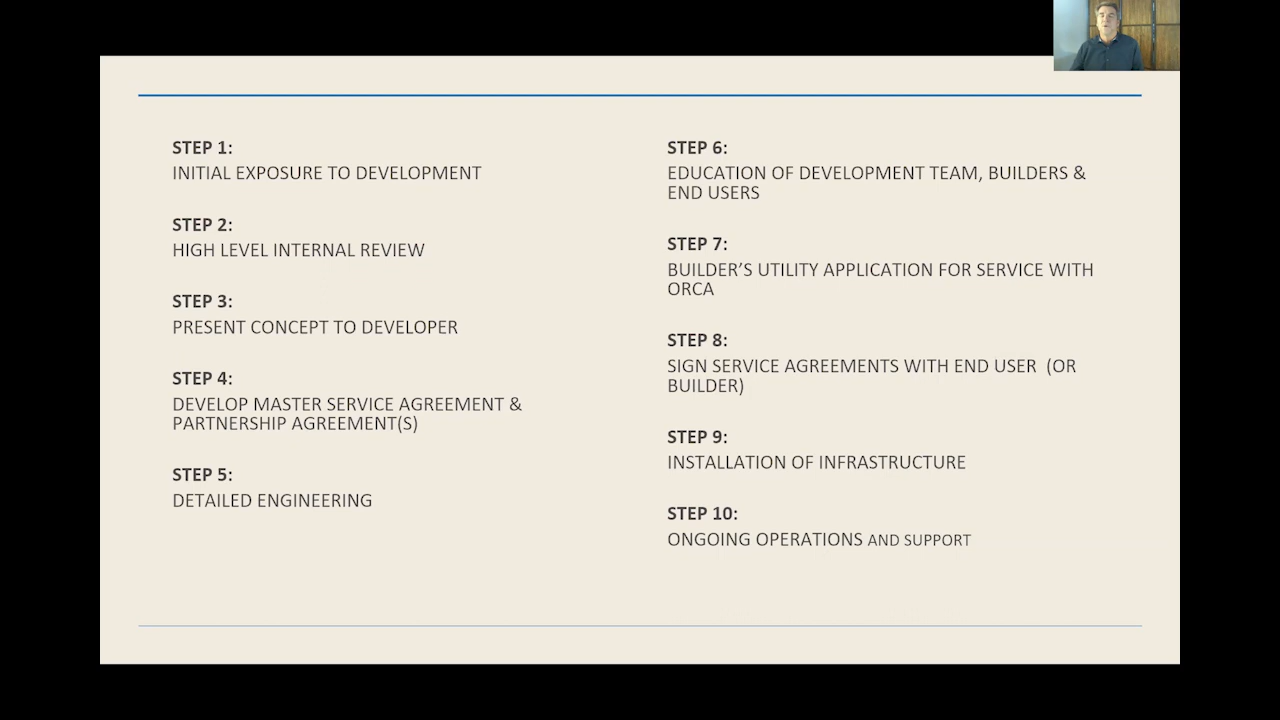 STEP 1:
INITIAL EXPOSURE TO DEVELOPMENT
STEP 2:
HIGH LEVEL INTERNAL REVIEW
STEP 3:
PRESENT CONCEPT TO DEVELOPER
STEP 4:
DEVELOP MASTER SERVICE AGREEMENT &
PARTNERSHIP AGREEMENT(S)
STEP 5:
DETAILED ENGINEERING
STEP 6:
EDUCATION OF DEVELOPMENT TEAM, BUILDERS &
END USERS
STEP 7:
BUILDER’S UTILITY APPLICATION FOR SERVICE WITH
ORCA
STEP 8:
SIGN SERVICE AGREEMENTS WITH END USER  (OR
BUILDER)
STEP 9:
INSTALLATION OF INFRASTRUCTURE
STEP 10:
ONGOING OPERATIONS AND SUPPORT